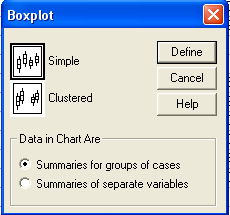 Boxplot
Simple
Clustered
Define
Cancel
Help
Data in Chart Are
Summaries for groups of cases
Summaries of separate variables